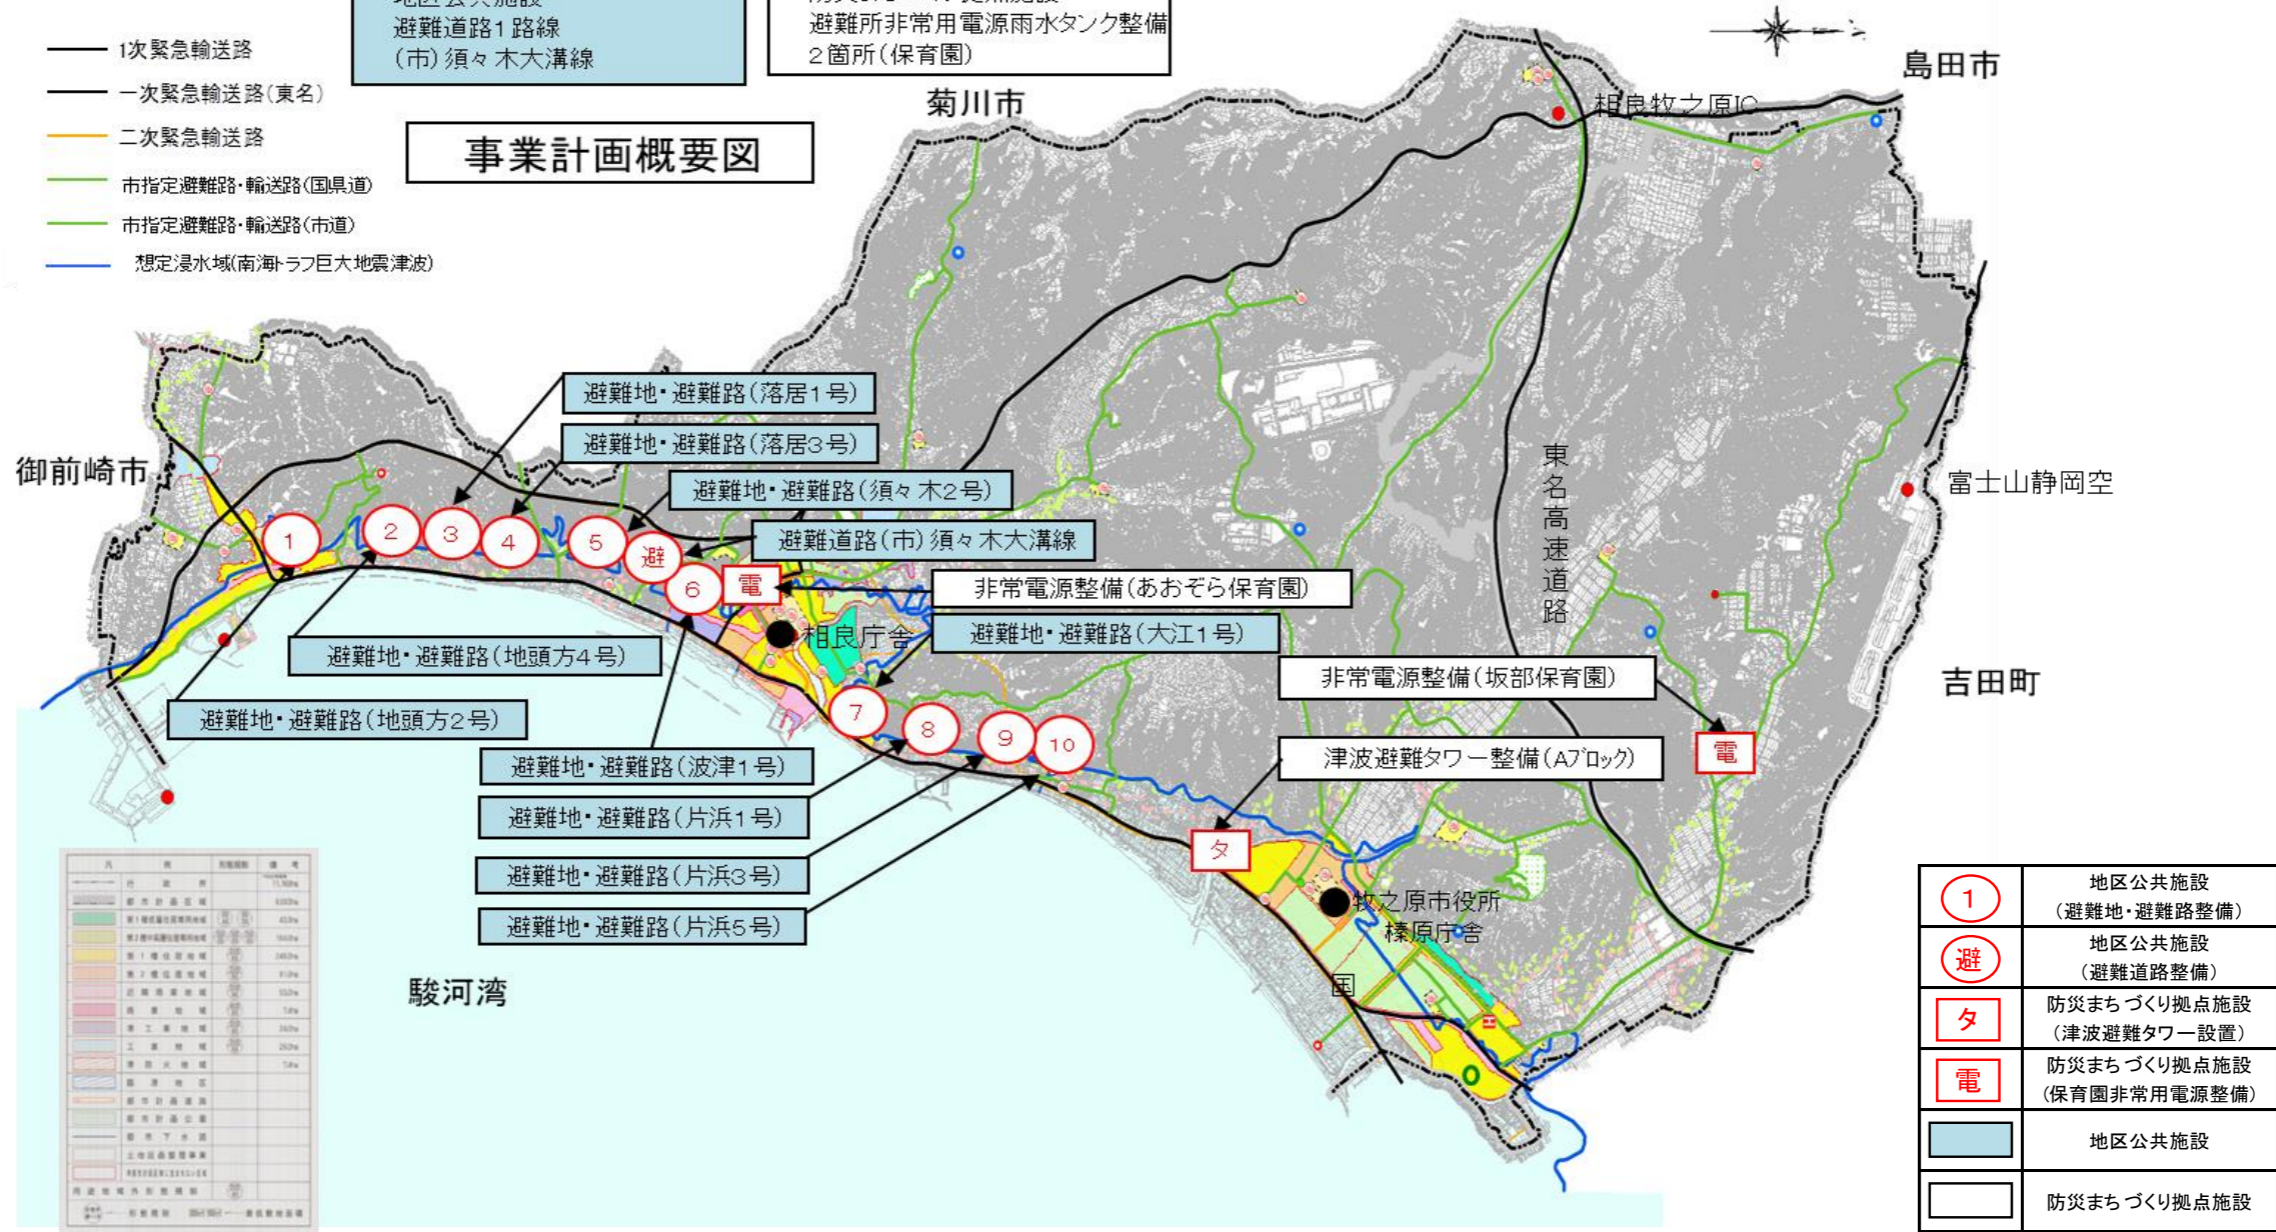 避難道路1路線
(市)須々木大溝線
避難所非常用電源雨水タンク整備
2箇所(保育園)
1次緊急輸送路
一次緊急輸送路(東名)
二次緊急輸送路
市指定避難路・輸送路(国県道)
市指定避難路・輸送路(市道)
想定浸水域(南海トラフ巨大地震津波)
事業計画概要図
菊川市
島田市
相良牧之原IC
御前崎市
避難地・避難路(落居1号)
避難地・避難路(落居3号)
避難地・避難路(須々木2号)
避難道路(市)須々木大溝線
非常電源整備(あおぞら保育園)
避難地・避難路(大江1号)
東名高速道路
富士山静岡空
吉田町
1
2
3
4
5
避
6
電
相良庁舎
避難地・避難路(地頭方4号)
避難地・避難路(地頭方2号)
7
8
9
10
非常電源整備(坂部保育園)
電
津波避難タワー整備(Aブロック)
タ
避難地・避難路(波津1号)
避難地・避難路(片浜1号)
避難地・避難路(片浜3号)
避難地・避難路(片浜5号)
牧之原市役所
榛原庁舎
国
駿河湾
1
地区公共施設
(避難地・避難路整備)
避
地区公共施設
(避難道路整備)
タ
防災まちづくり拠点施設
(津波避難タワー設置)
電
防災まちづくり拠点施設
(保育園非常用電源整備)
地区公共施設
防災まちづくり拠点施設